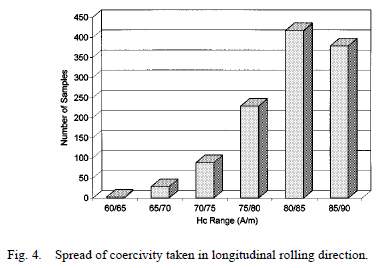 450
400
350
300
250
200
150
100
50
0
Number of Samples
60/65 65/70 70/75 75/80 80/85 85/90
Hc Range (A/m)
Fig. 4. Spread of coercivity taken in longitudinal rolling direction.